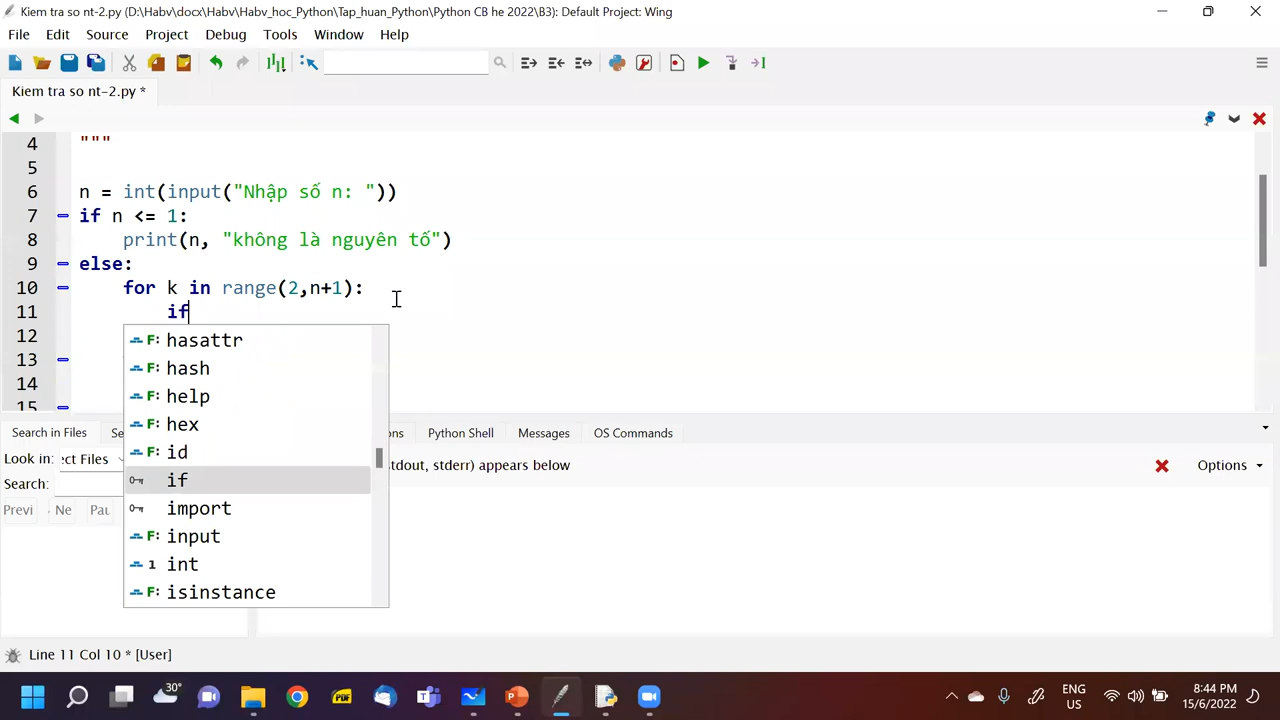 Kiem tra so nt-2.py (D:\Habv\docx\Habv\Habv_hoc_Python\Tap_huan_Python\Python CB he 2022\B3): Default Project: Wing
File Edit Source Project Debug Tools Window Help
Kiem tra so nt-2.py *
4 """
5
6 n = int(input("Nhập số n: "))
7 if n <= 1:
8 print(n, "không là nguyên tố")
9 else:
10 for k in range(2,n+1):
11 if
12
13
14
15
hasattr
hash
help
hex
id
if
import
input
int
isinstance
Search in Files Se ons Python Shell Messages OS Commands
Look in: ect Files
tdout, stderr) appears below
Options
Search:
Previ Ne Pau
Line 11 Col 10 * [User]
30°
PDF
ENG
US
8:44 PM
15/6/2022